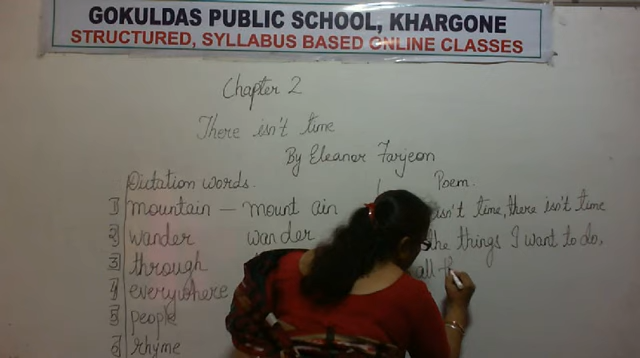 GOKULDAS PUBLIC SCHOOL, KHARGONE
STRUCTURED, SYLLABUS BASED ONLINE CLASSES
Chapter 2
There isn't time
By Eleanor Farjeon
Dictation words.
1 mountain - mount ain
2 wander wander
3 through
4 everywhere
5 people
6 rhyme
Poem.
isn't time, there isn't time
the things I want to do,
all